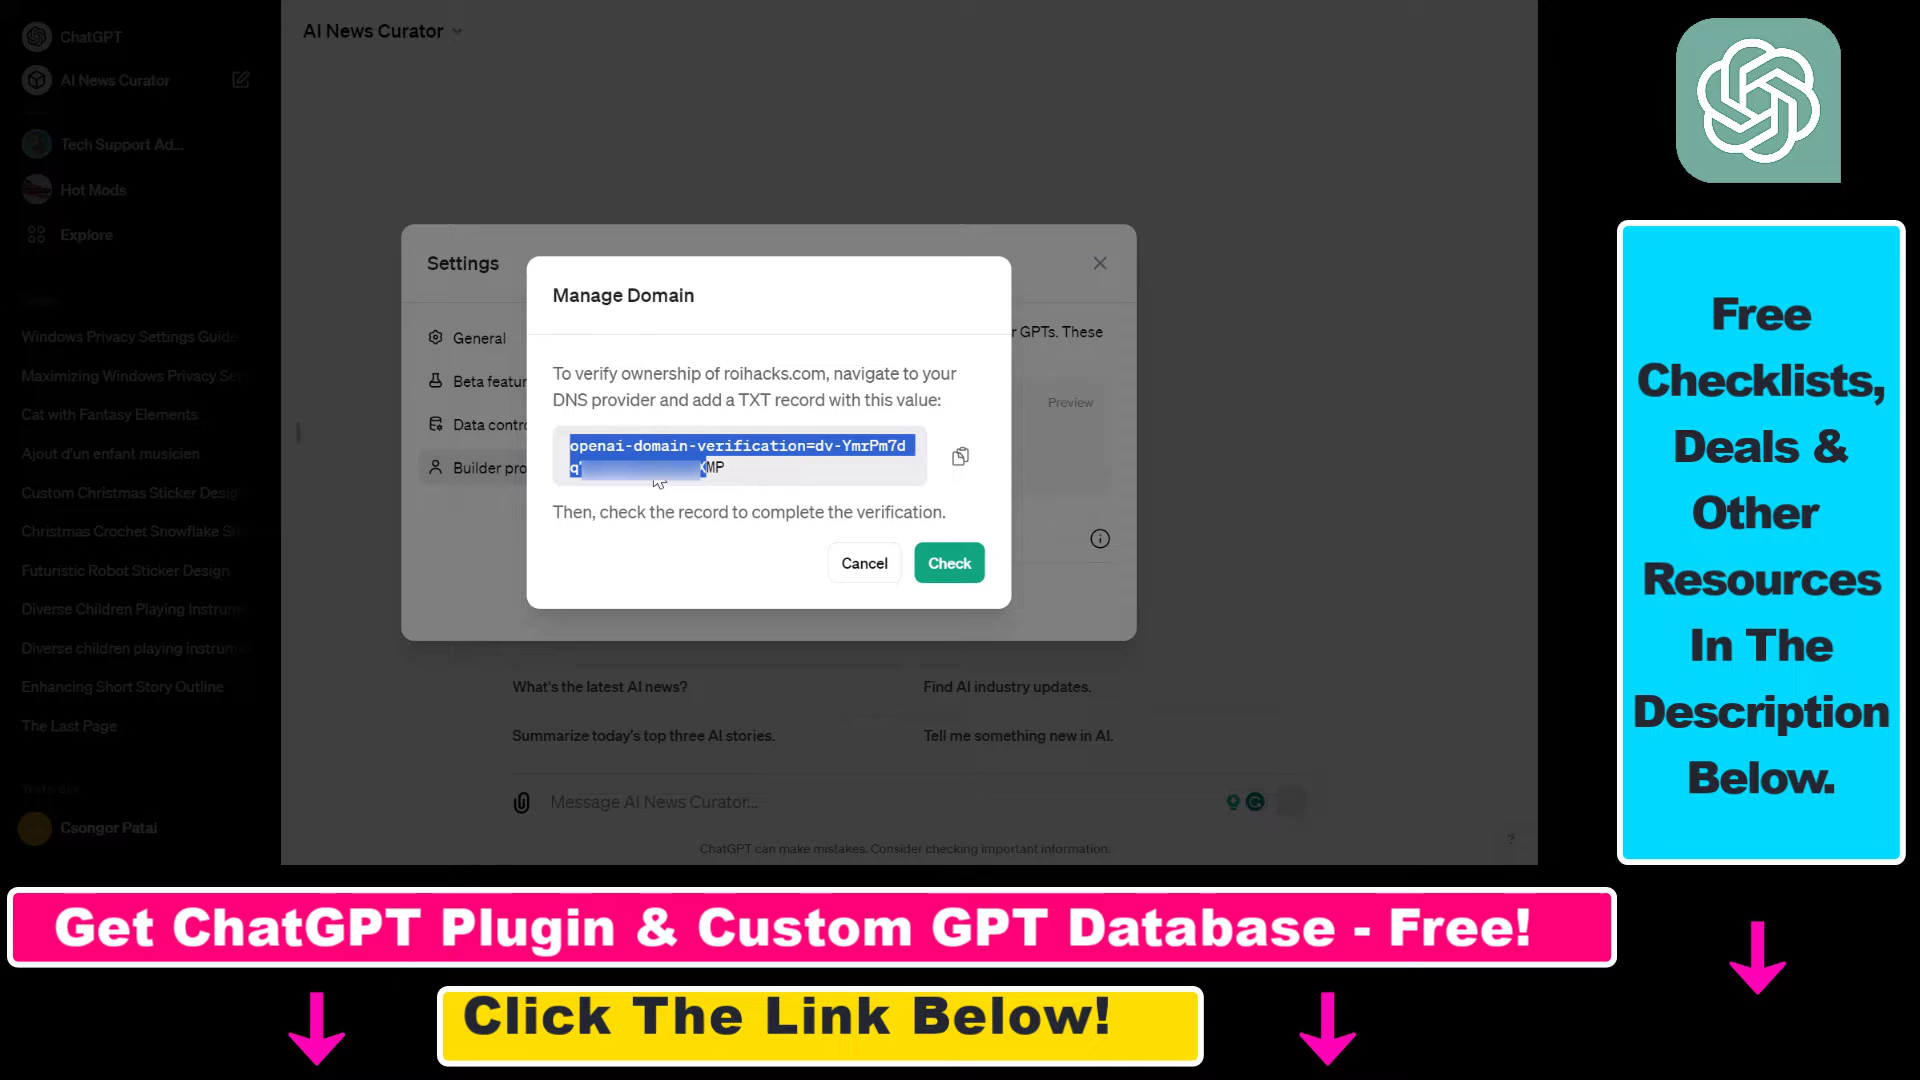 ChatGPT
AI News Curator
AI News Curator
Tech Support Ad...
Hot Mods
Explore
Windows Privacy Settings Guide
Maximizing Windows Privacy Set
Cat with Fantasy Elements
Ajout d'un enfant musicien
Custom Christmas Sticker Desig
Christmas Crochet Snowflake
Futuristic Robot Sticker Design
Diverse Children Playing Instrum
Diverse children playing instrum
Enhancing Short Story Outline
The Last Page
Yesterday
Csongor Patai
Settings
General
Beta featur
Data contro
Builder pro
r GPTs. These
Preview
Manage Domain
To verify ownership of roihacks.com, navigate to your
DNS provider and add a TXT record with this value:
openai-domain-verification=dv-YmrPm7d
MP
Then, check the record to complete the verification.
Cancel
Check
What's the latest AI news?
Find AI industry updates.
Summarize today's top three AI stories.
Tell me something new in AI.
Message AI News Curator...
ChatGPT can make mistakes. Consider checking important information.
?
Free
Checklists,
Deals &
Other
Resources
In The
Description
Below.
Get ChatGPT Plugin & Custom GPT Database - Free!
Click The Link Below!